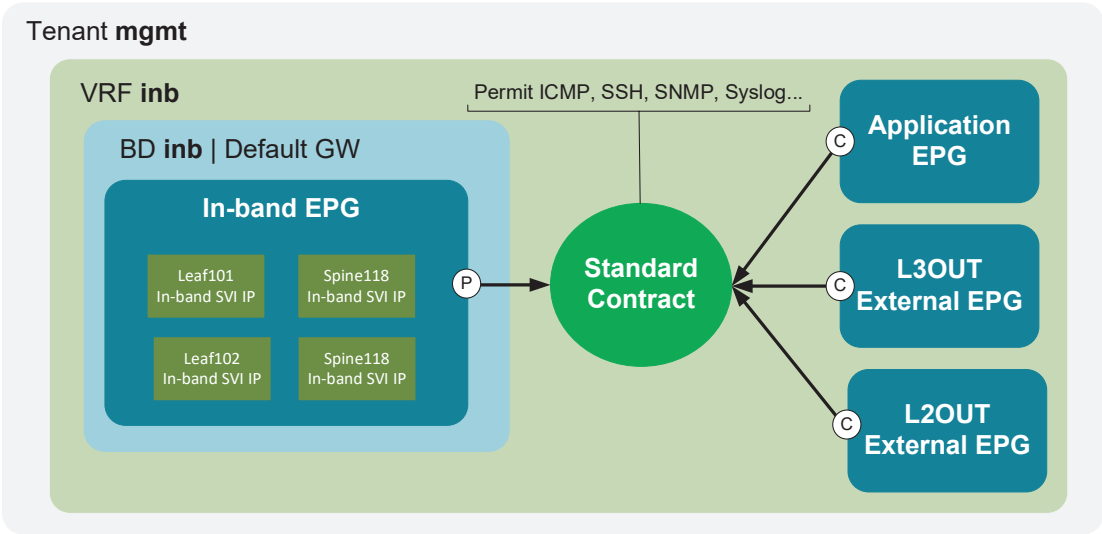 Tenant mgmt
VRF inb
Permit ICMP, SSH, SNMP, Syslog...
BD inb | Default GW
In-band EPG
Leaf101
In-band SVI IP
Spine118
In-band SVI IP
Leaf102
In-band SVI IP
Spine118
In-band SVI IP
P
Standard
Contract
C
Application
EPG
C
L3OUT
External EPG
C
L2OUT
External EPG